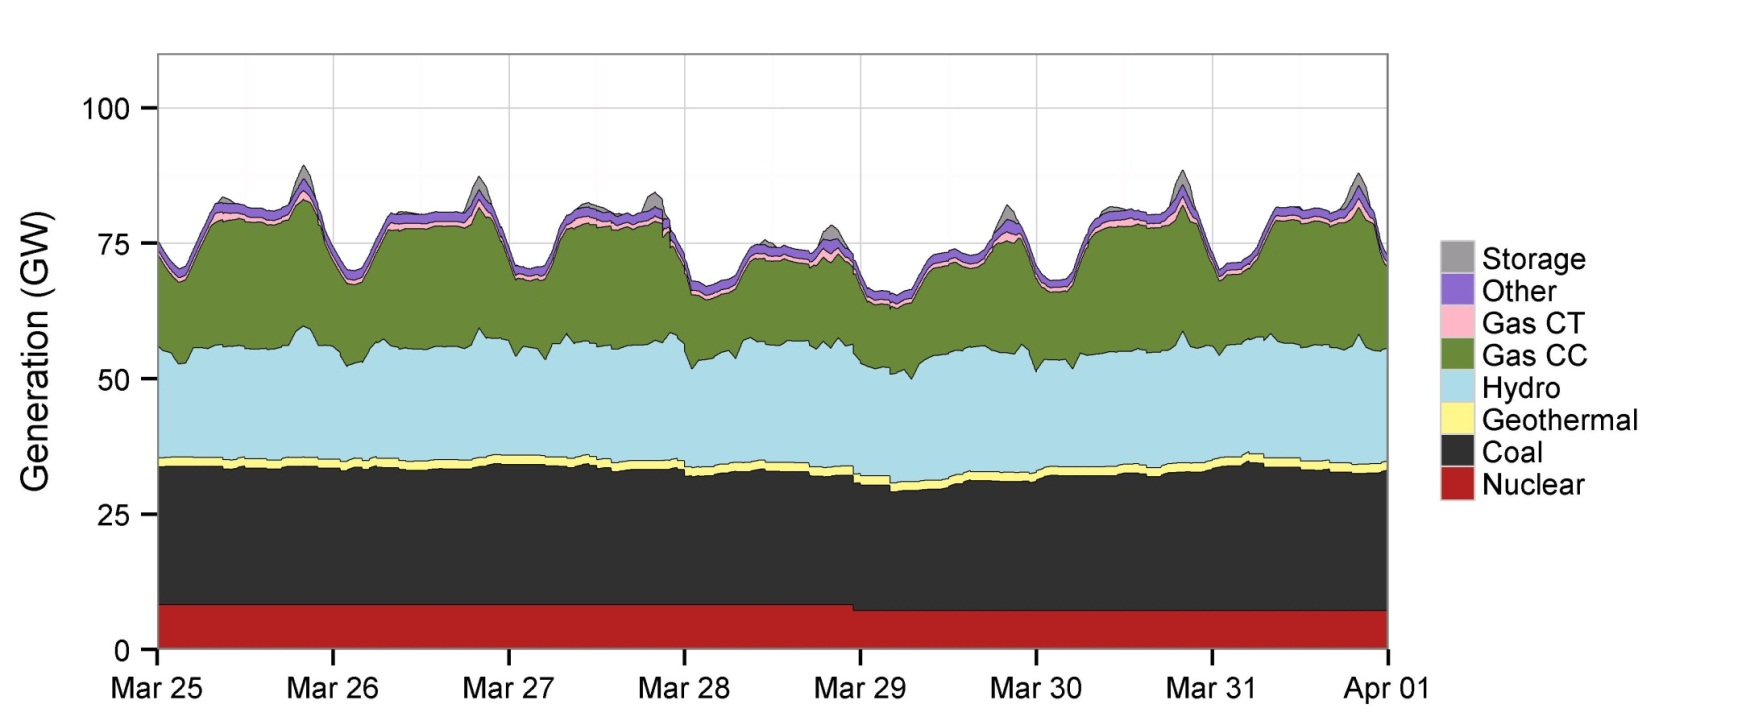 Generation (GW)
100
75
50
25
0
Mar 25
Mar 26
Mar 27
Mar 28
Mar 29
Mar 30
Mar 31
Apr 01
Storage
Other
Gas CT
Gas CC
Hydro
Geothermal
Coal
Nuclear